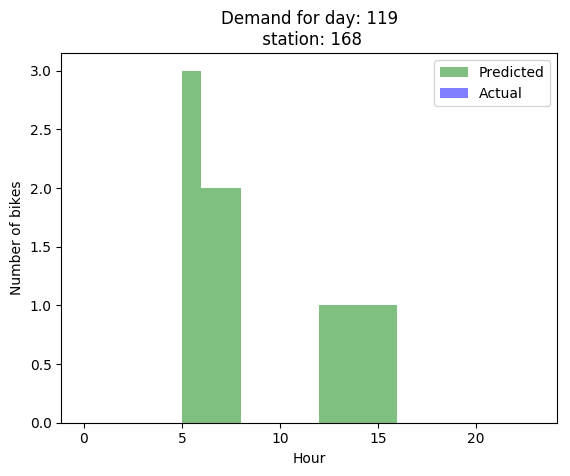 Demand for day: 119
station: 168
Predicted
Actual
Number of bikes
3.0
2.5
2.0
1.5
1.0
0.5
0.0
0
5
10
15
20
Hour